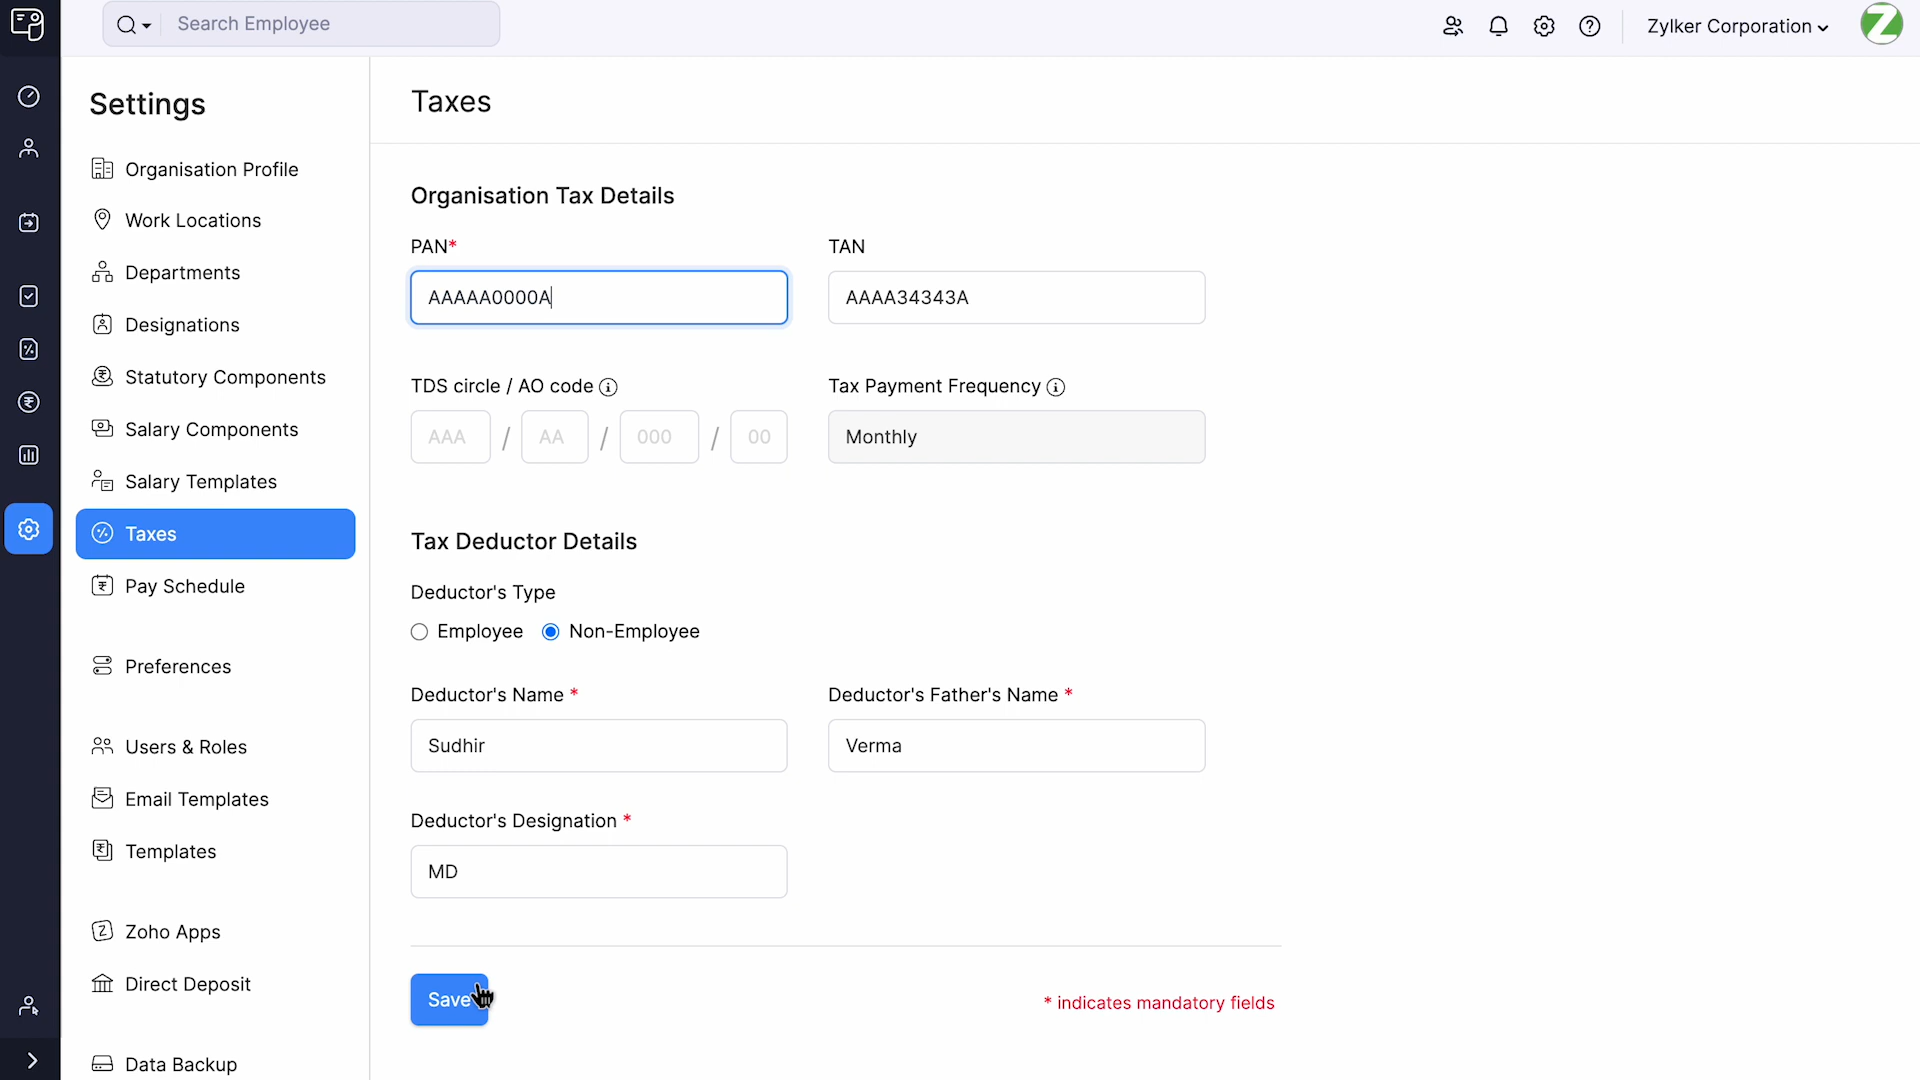 Search Employee
Zylker Corporation
Z
Settings
Organisation Profile
Work Locations
Departments
Designations
Statutory Components
Salary Components
Salary Templates
Taxes
Pay Schedule
Preferences
Users & Roles
Email Templates
Templates
Zoho Apps
Direct Deposit
Data Backup
Taxes
Organisation Tax Details
PAN* TAN
AAAAA0000A AAAA34343A
TDS circle / AO code Tax Payment Frequency
AAA / AA / 000 / 00 Monthly
Tax Deductor Details
Deductor's Type
Employee Non-Employee
Deductor's Name * Deductor's Father's Name *
Sudhir Verma
Deductor's Designation *
MD
Save * indicates mandatory fields